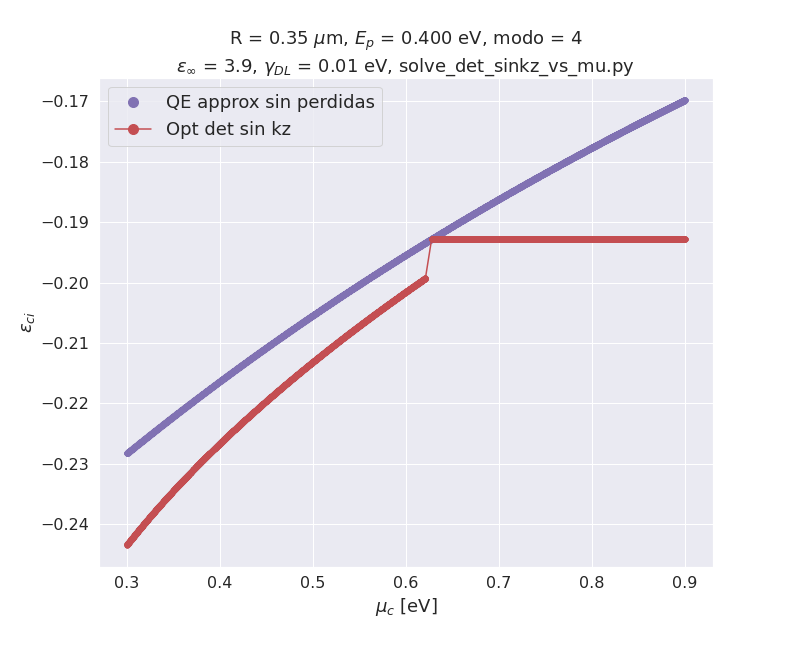 R = 0.35 μm, E_p = 0.400 eV, modo = 4
ε_∞ = 3.9, γ_DL = 0.01 eV, solve_det_sinkz_vs_mu.py
QE approx sin perdidas
Opt det sin kz
−0.17
−0.18
−0.19
−0.20
−0.21
−0.22
−0.23
−0.24
ε_ci
0.3 0.4 0.5 0.6 0.7 0.8 0.9
μ_c [eV]